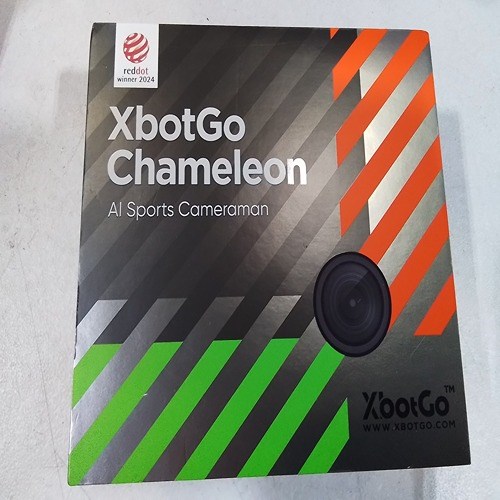 reddot
winner 2024
XbotGo
Chameleon
AI Sports Cameraman
XbotGo™
WWW.XBOTGO.COM